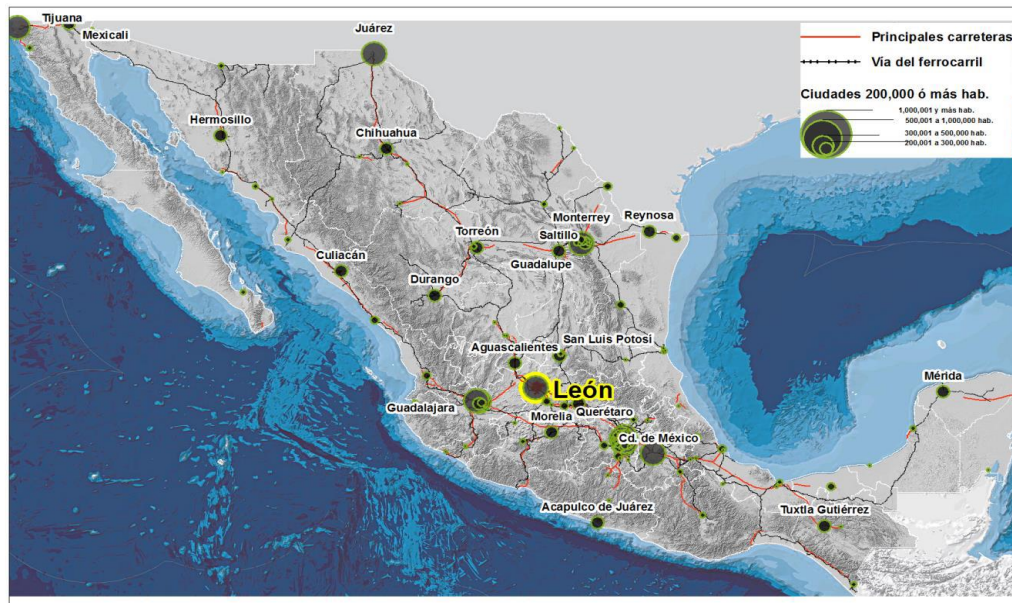 Tijuana
Mexicali
Juárez
Principales carreteras
Vía del ferrocarril
Ciudades 200,000 ó más hab.
1,000,001 y más hab.
500,001 a 1,000,000 hab.
300,001 a 500,000 hab.
200,001 a 300,000 hab.
Hermosillo
Chihuahua
Monterrey
Reynosa
Torreón
Saltillo
Culiacán
Guadalupe
Durango
San Luis Potosi
Aguascalientes
León
Mérida
Guadalajara
Querétaro
Morelia
Cd. de México
Acapulco de Juárez
Tuxtla Gutiérrez